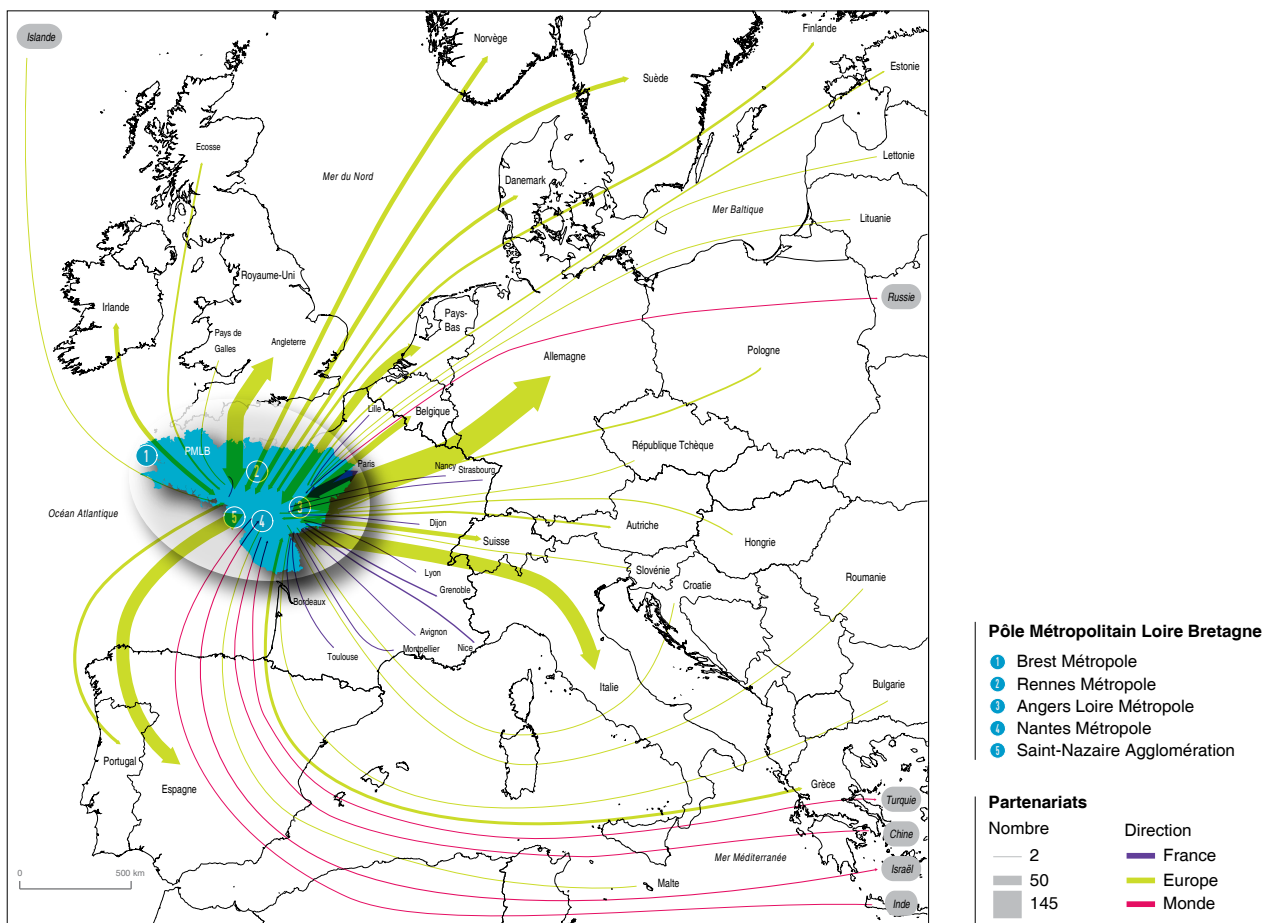 Islande
Norvège
Finlande
Suède
Estonie
Ecosse
Mer du Nord
Danemark
Lettonie
Mer Baltique
Lituanie
Royaume-Uni
Irlande
Russie
Pays-
Bas
Pays de
Galles
Angleterre
Allemagne
Pologne
Lille
Belgique
PMLB
République Tchèque
1
2
Paris
Nancy
Strasbourg
Océan Atlantique
3
5
4
Dijon
Autriche
Suisse
Hongrie
Lyon
Slovénie
Grenoble
Croatie
Roumanie
Bordeaux
Avignon
Toulouse
Montpellier
Nice
Italie
Bulgarie
Portugal
Espagne
Grèce
Turquie
Chine
Mer Méditerranée
Israël
Malte
Inde
0
500 km
Pôle Métropolitain Loire Bretagne
1 Brest Métropole
2 Rennes Métropole
3 Angers Loire Métropole
4 Nantes Métropole
5 Saint-Nazaire Agglomération
Partenariats
Nombre
Direction
2
France
50
Europe
145
Monde